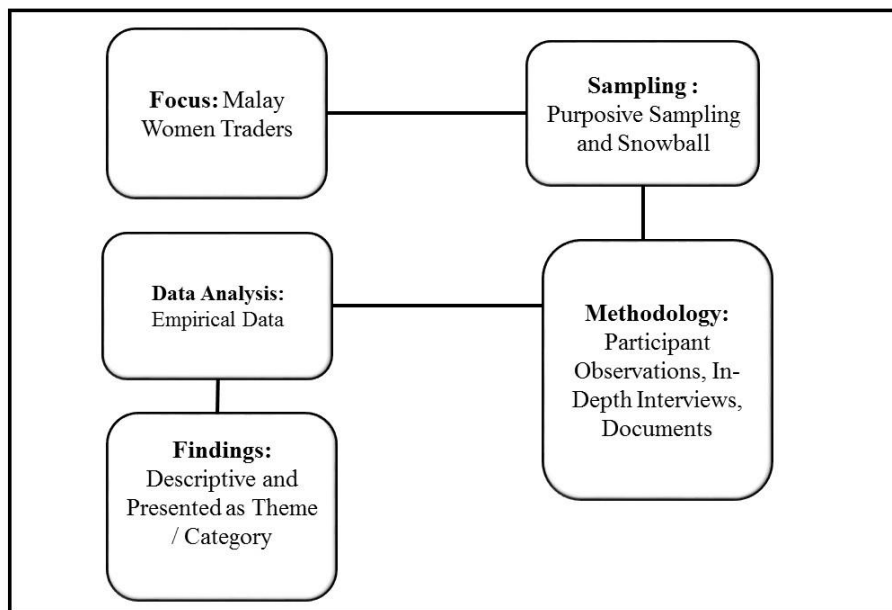 Focus: Malay
Women Traders
Sampling :
Purposive Sampling
and Snowball
Methodology:
Participant
Observations, In-
Depth Interviews,
Documents
Data Analysis:
Empirical Data
Findings:
Descriptive and
Presented as Theme
/ Category